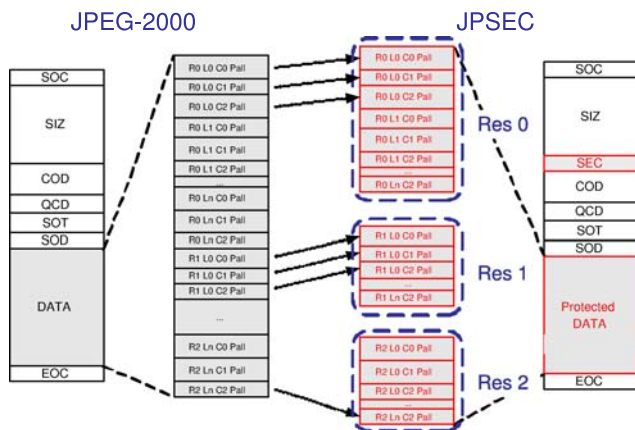 JPEG-2000
SOC
SIZ
COD
QCD
SOT
SOD
DATA
EOC
R0 L0 C0 Pall
R0 L0 C1 Pall
R0 L0 C2 Pall
R0 L1 C0 Pall
R0 L1 C1 Pall
R0 L1 C2 Pall
...
R0 Ln C0 Pall
R0 Ln C1 Pall
R0 Ln C2 Pall
R1 L0 C0 Pall
R1 L0 C1 Pall
R1 L0 C2 Pall
...
R2 Ln C0 Pall
R2 Ln C1 Pall
R2 Ln C2 Pall
JPSEC
R0 L0 C0 Pall
R0 L0 C1 Pall
R0 L0 C2 Pall
R0 L1 C0 Pall
R0 L1 C1 Pall
R0 L1 C2 Pall
...
R0 Ln C2 Pall
Res 0
R1 L0 C0 Pall
R1 L0 C1 Pall
R1 L0 C2 Pall
...
R1 Ln C2 Pall
Res 1
R2 L0 C0 Pall
R2 L0 C1 Pall
R2 L0 C2 Pall
...
R2 Ln C2 Pall
Res 2
SOC
SIZ
SEC
COD
QCD
SOT
SOD
Protected
DATA
EOC